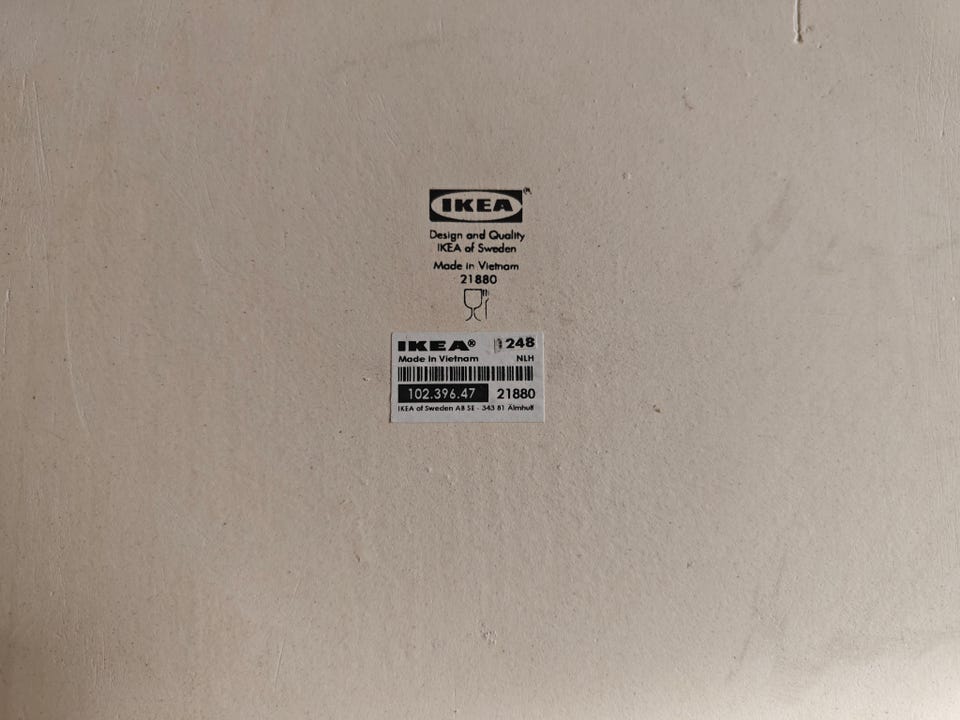 IKEA
Design and Quality
IKEA of Sweden
Made in Vietnam
21880
IKEA® 1248
Made in Vietnam NLH
102.396.47 21880
IKEA of Sweden AB SE - 343 81 Älmhult